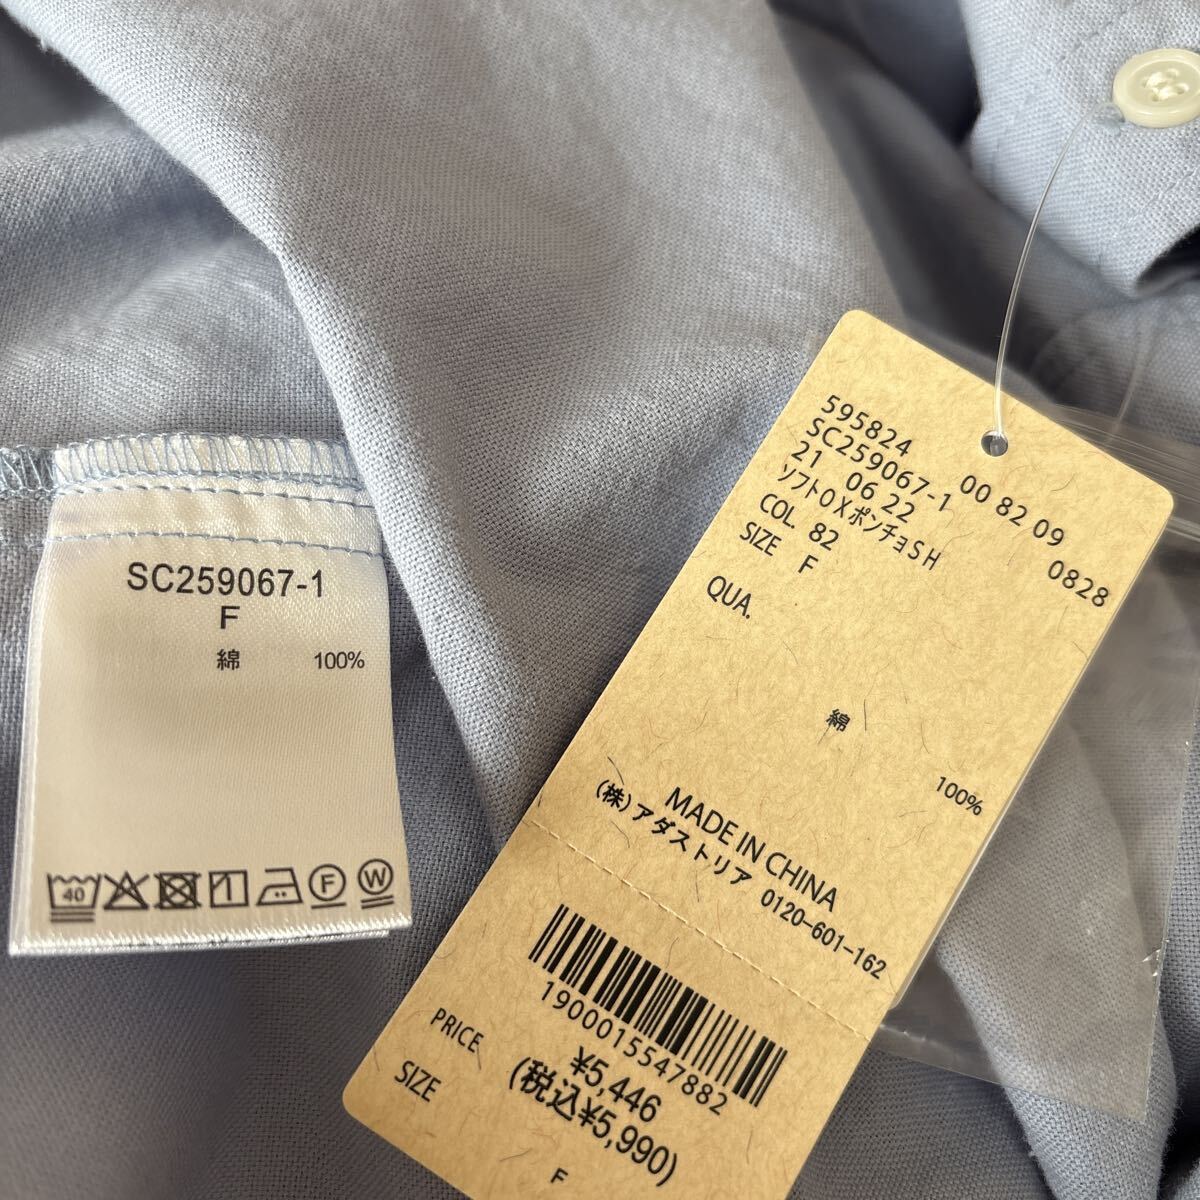 SC259067-1
F
綿 100%
40
F
W
595824 00 82 09
SC259067-1 0828
21 06 22
ソフトOXポンチョSH
COL. 82
SIZE F
QUA.
綿 100%
MADE IN CHINA
(株)アダストリア 0120-601-162
1900015547882
PRICE ¥5,446
(税込¥5,990)
SIZE F